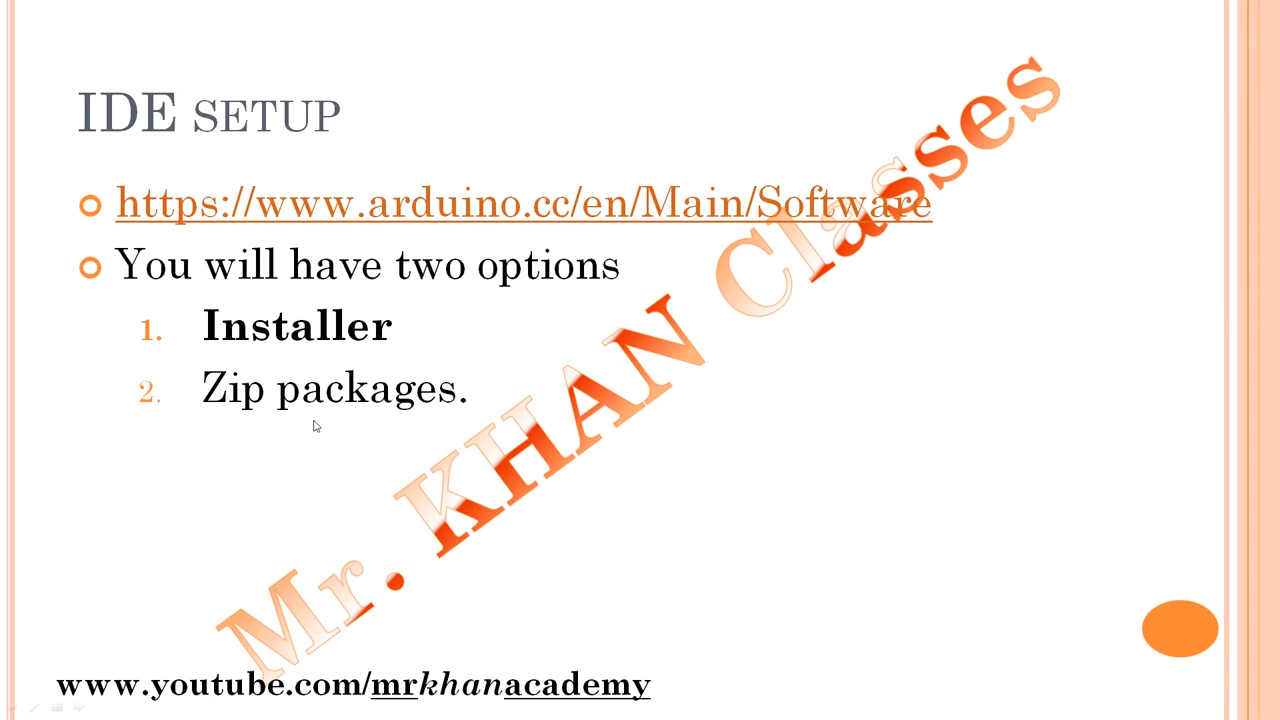 IDE SETUP
https://www.arduino.cc/en/Main/Software
You will have two options
1. Installer
2. Zip packages.
Mr. KHAN Classes
www.youtube.com/mrkhanacademy